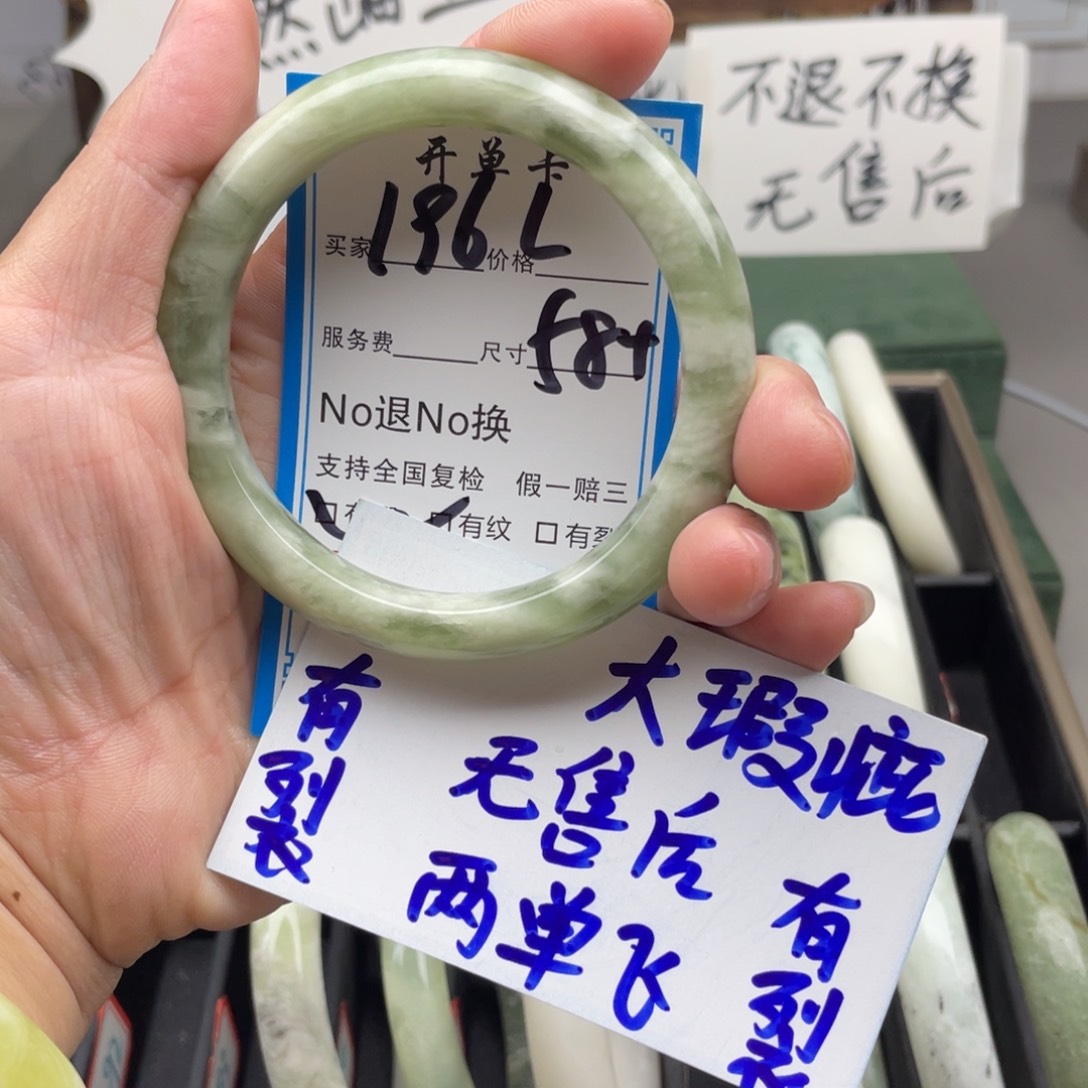 不退不换
无售后
开单卡
买家 196 价格 L
服务费 尺寸 58+
No退No换
支持全国复检 假一赔三
有纹 有裂
大瑕疵
无售后
两单飞
有裂
有裂